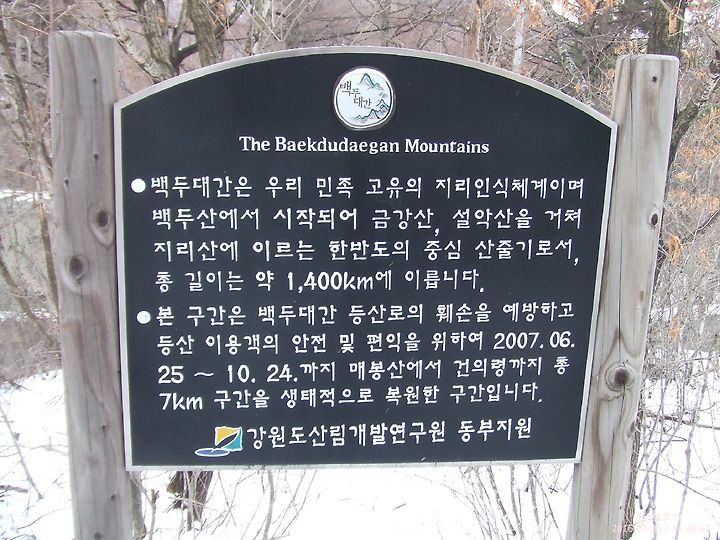 백두대간
The Baekdudaegan Mountains
● 백두대간은 우리 민족 고유의 지리인식체계이며
백두산에서 시작되어 금강산, 설악산을 거쳐
지리산에 이르는 한반도의 중심 산줄기로서,
총 길이는 약 1,400km에 이릅니다.
● 본 구간은 백두대간 등산로의 훼손을 예방하고
등산 이용객의 안전 및 편익을 위하여 2007. 06.
25 ~ 10. 24.까지 매봉산에서 건의령까지 총
7km 구간을 생태적으로 복원한 구간입니다.
강원도산림개발연구원 동부지원